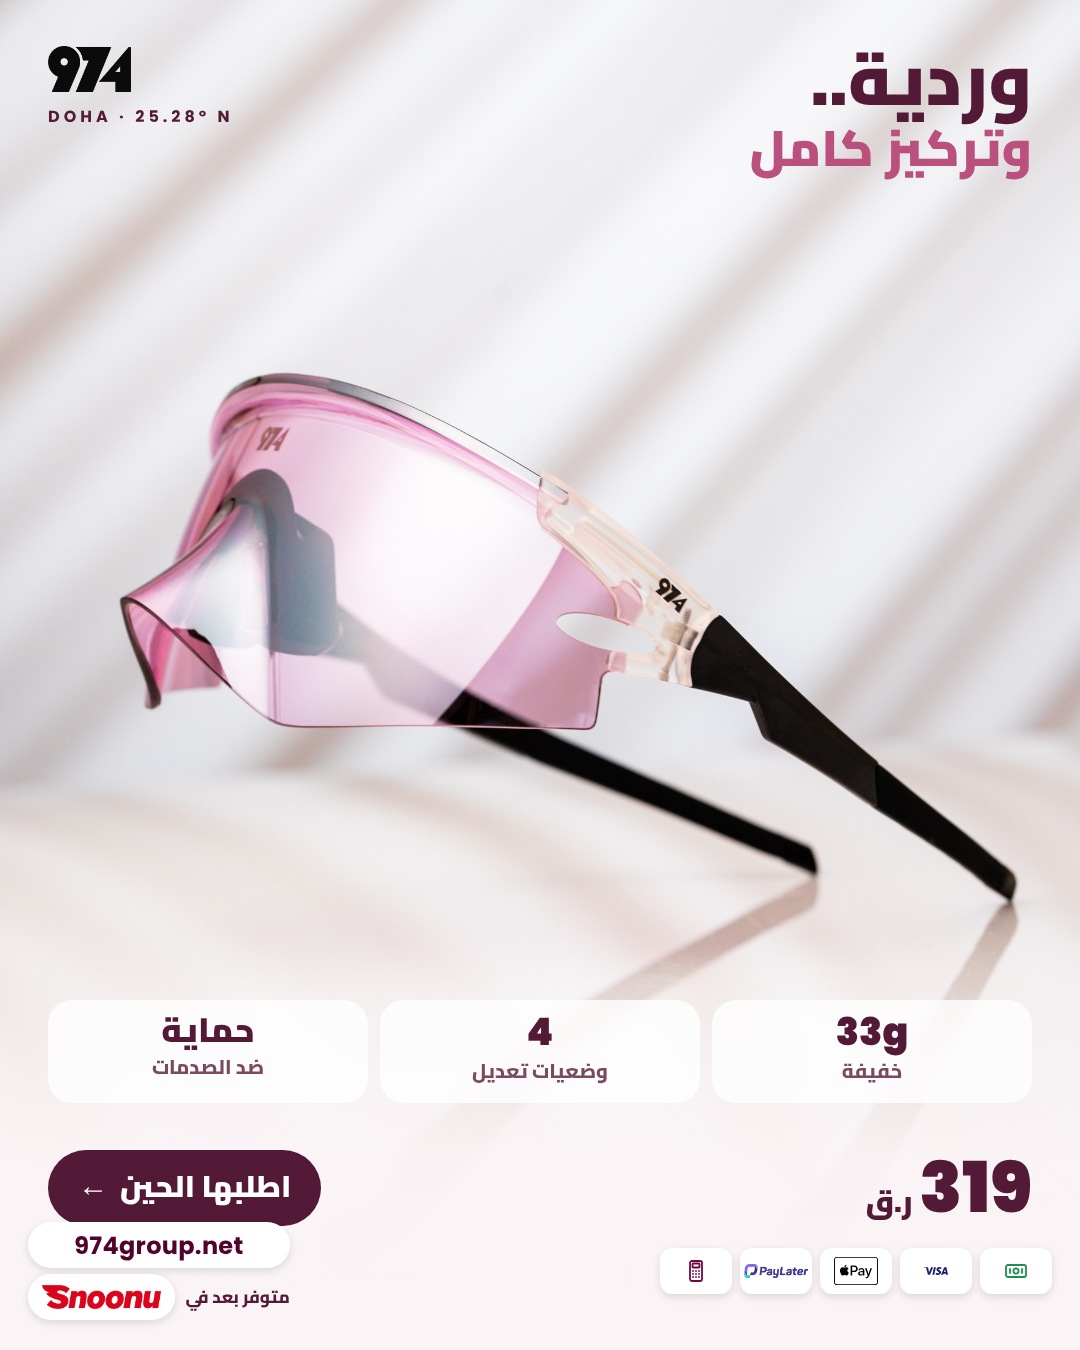 974
DOHA · 25.28° N
وردية..
وتركيز كامل
974
974
33g
خفيفة
4
وضعيات تعديل
حماية
ضد الصدمات
319 ر.ق
اطلبها الحين ←
974group.net
متوفر بعد في Snoonu
VISA
Pay
PayLater